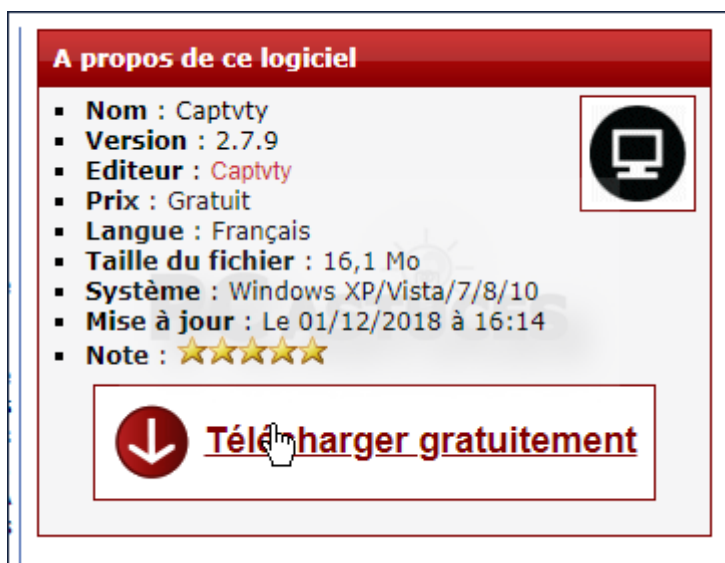 A propos de ce logiciel
Nom : Captvty
Version : 2.7.9
Editeur : Captvty
Prix : Gratuit
Langue : Français
Taille du fichier : 16,1 Mo
Système : Windows XP/Vista/7/8/10
Mise à jour : Le 01/12/2018 à 16:14
Note :
Télécharger gratuitement